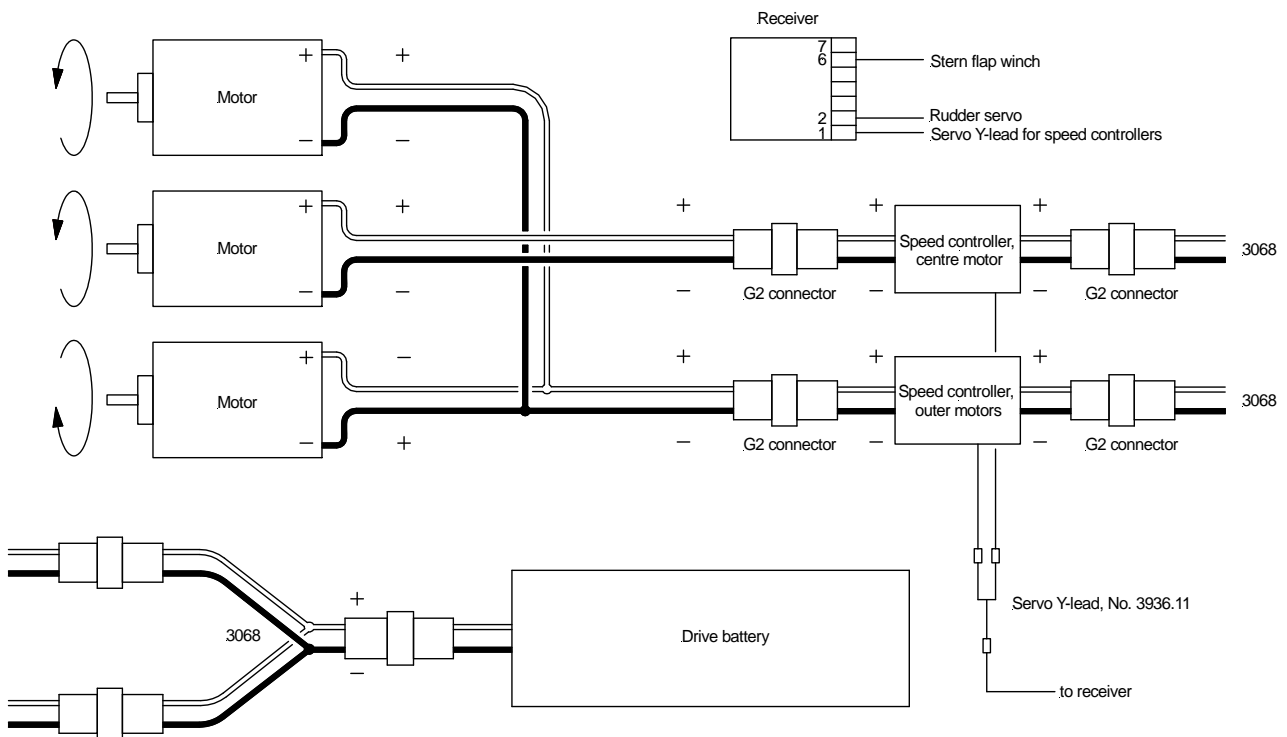 Receiver
7
6
Stern flap winch
2
Rudder servo
1
Servo Y-lead for speed controllers
+ +
Motor
− −
+ + + + +
Motor
Speed controller,
centre motor
3068
− − − − −
G2 connector
G2 connector
+ − + + +
Motor
Speed controller,
outer motors
3068
− + − − −
G2 connector
G2 connector
+
3068
Drive battery
−
Servo Y-lead, No. 3936.11
to receiver